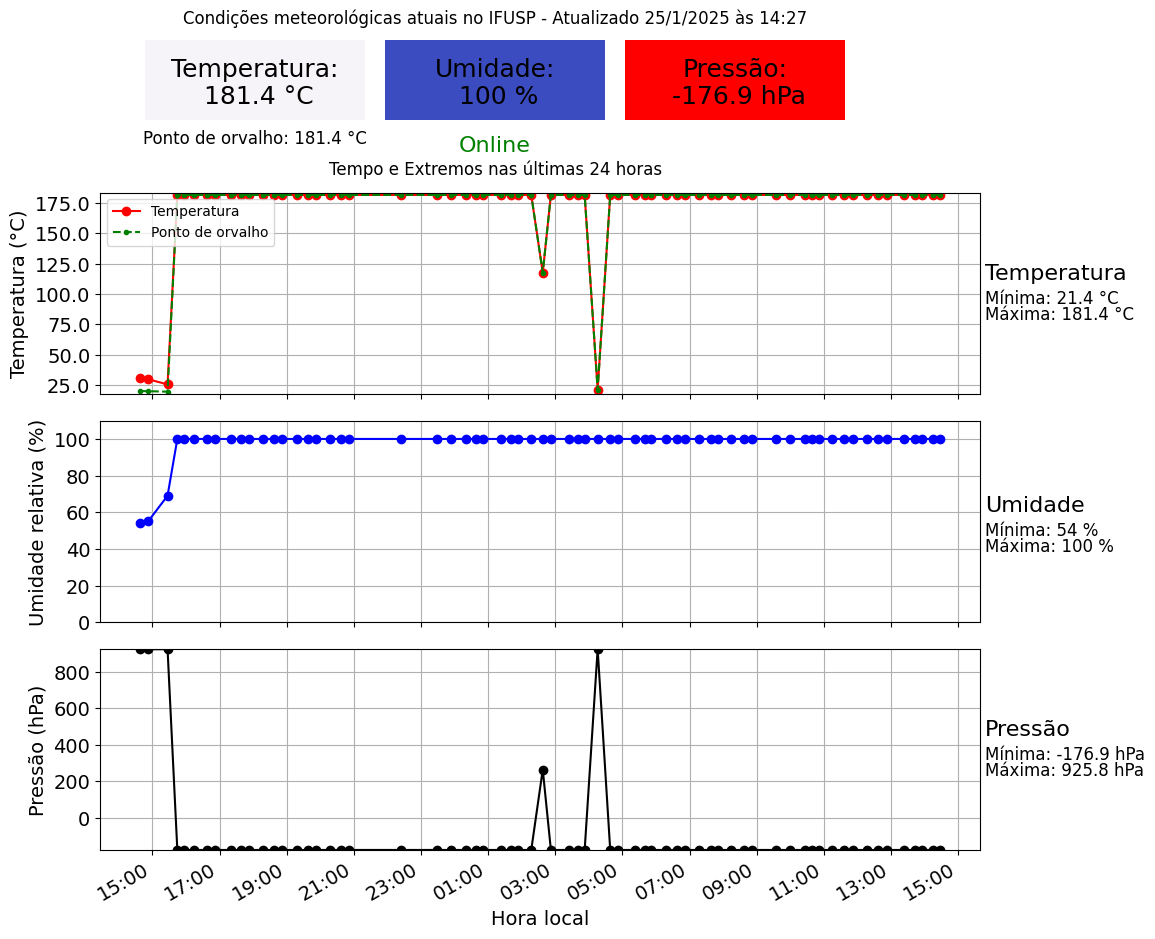 Condições meteorológicas atuais no IFUSP - Atualizado 25/1/2025 às 14:27
Temperatura:
181.4 °C
Umidade:
100 %
Pressão:
-176.9 hPa
Ponto de orvalho: 181.4 °C
Online
Tempo e Extremos nas últimas 24 horas
Temperatura (°C)
175.0
150.0
125.0
100.0
75.0
50.0
25.0
Temperatura
Ponto de orvalho
Temperatura
Mínima: 21.4 °C
Máxima: 181.4 °C
Umidade relativa (%)
100
80
60
40
20
0
Umidade
Mínima: 54 %
Máxima: 100 %
Pressão (hPa)
800
600
400
200
0
Pressão
Mínima: -176.9 hPa
Máxima: 925.8 hPa
15:00 17:00 19:00 21:00 23:00 01:00 03:00 05:00 07:00 09:00 11:00 13:00 15:00
Hora local